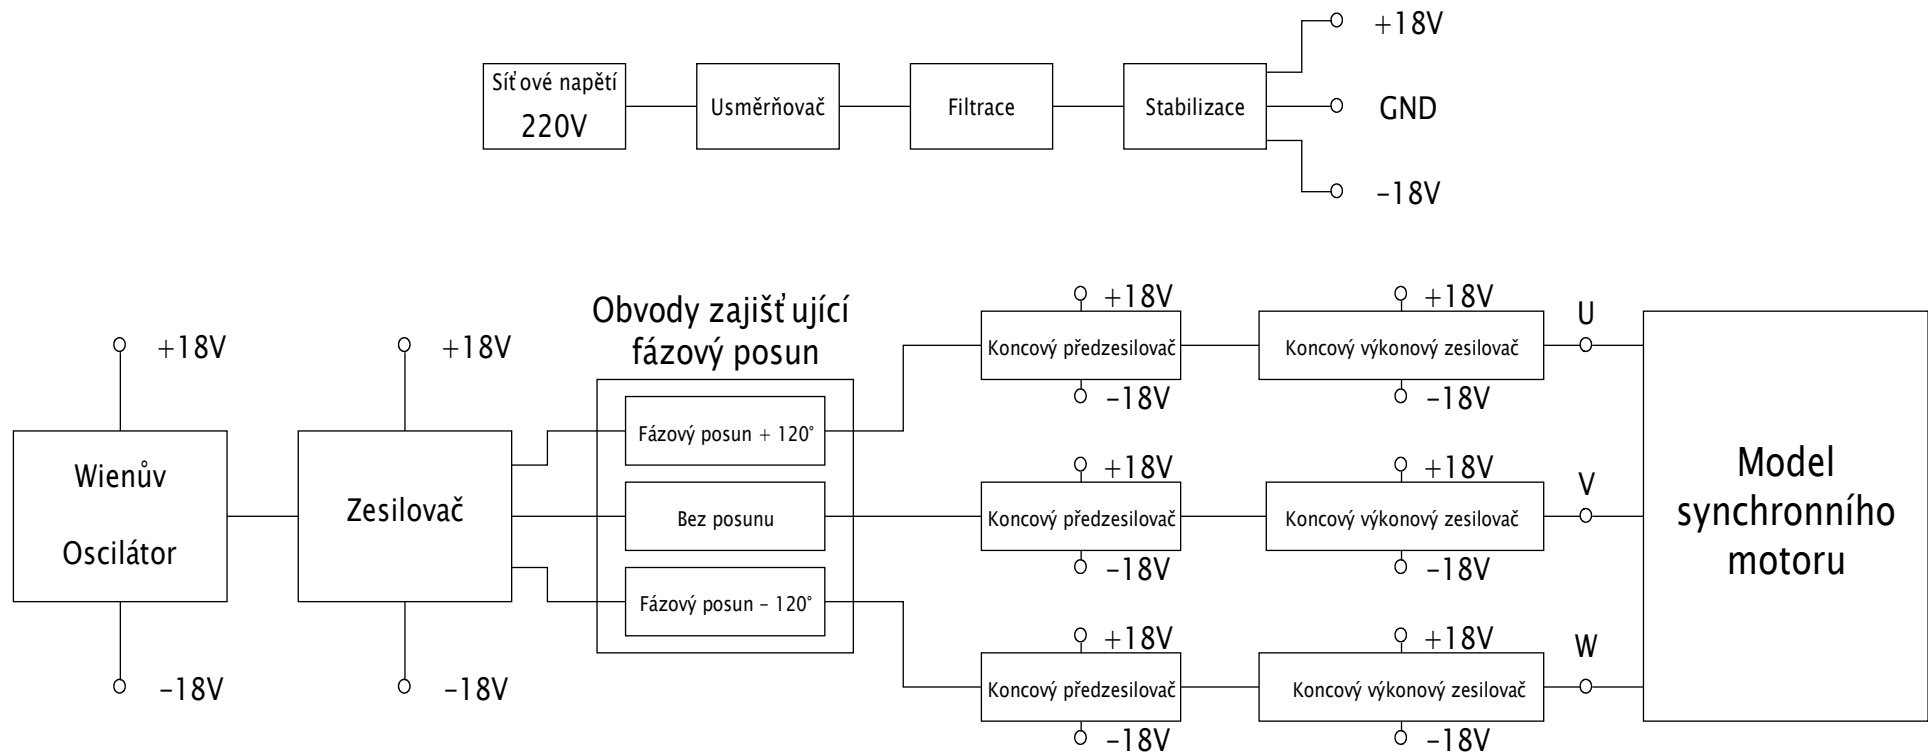 +18V
Síťové napětí
220V
Usměrňovač
Filtrace
Stabilizace
GND
–18V
Obvody zajišťující
fázový posun
+18V
+18V
U
+18V
+18V
Koncový předzesilovač
Koncový výkonový zesilovač
–18V
–18V
Fázový posun + 120°
Wienův
Oscilátor
Zesilovač
+18V
+18V
V
Bez posunu
Koncový předzesilovač
Koncový výkonový zesilovač
Model
synchronního
motoru
–18V
–18V
Fázový posun – 120°
+18V
+18V
W
–18V
–18V
Koncový předzesilovač
Koncový výkonový zesilovač
–18V
–18V